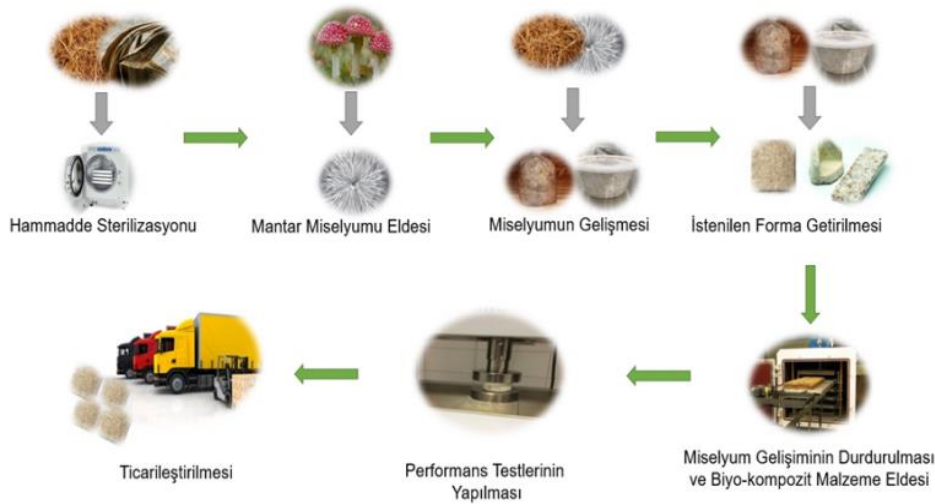 Hammadde Sterilizasyonu
Mantar Miselyumu Eldesi
Miselyumun Gelişmesi
İstenilen Forma Getirilmesi
Ticarileştirilmesi
Performans Testlerinin
Yapılması
Miselyum Gelişiminin Durdurulması
ve Biyo-kompozit Malzeme Eldesi